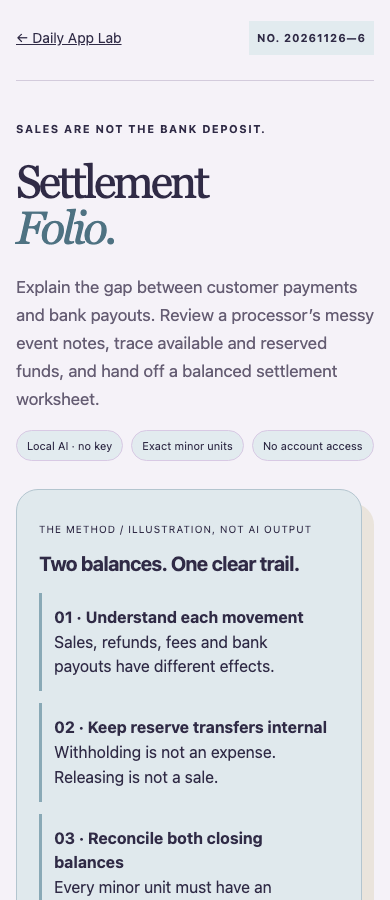 ← Daily App Lab
NO. 20261126—6
SALES ARE NOT THE BANK DEPOSIT.
Settlement
Folio.
Explain the gap between customer payments
and bank payouts. Review a processor’s messy
event notes, trace available and reserved
funds, and hand off a balanced settlement
worksheet.
Local AI · no key
Exact minor units
No account access
THE METHOD / ILLUSTRATION, NOT AI OUTPUT
Two balances. One clear trail.
01 · Understand each movement
Sales, refunds, fees and bank
payouts have different effects.
02 · Keep reserve transfers internal
Withholding is not an expense.
Releasing is not a sale.
03 · Reconcile both closing
balances
Every minor unit must have an